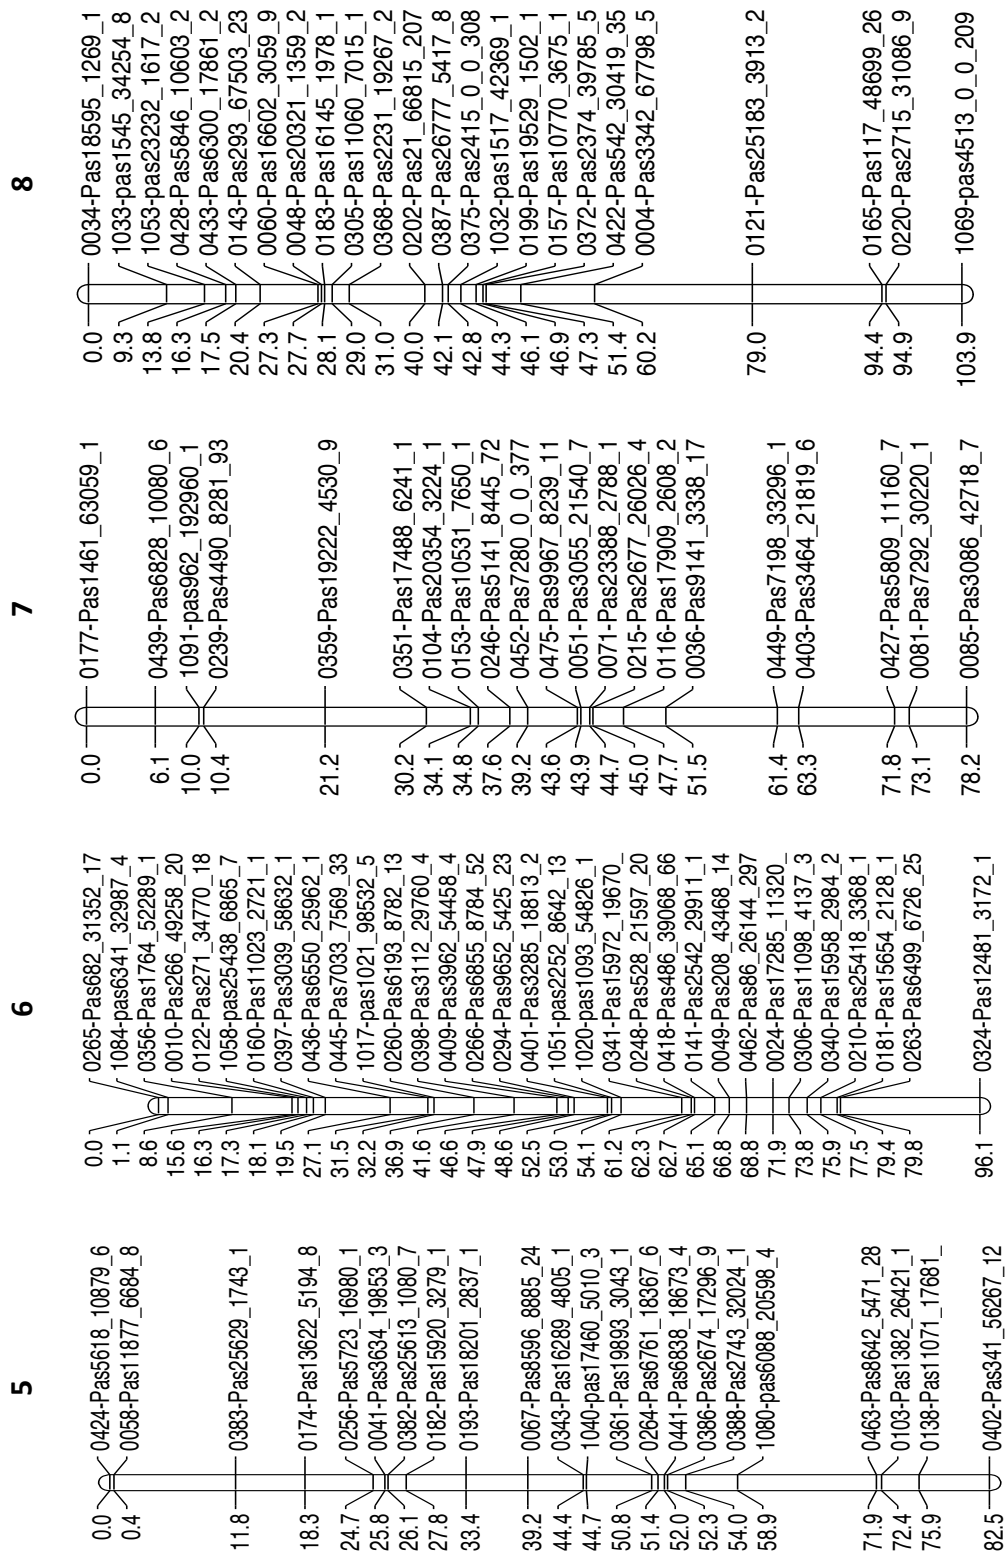 5
0.0 0424-Pas5618_10879_6
0.4 0058-Pas11877_6684_8
11.8 0383-Pas25629_1743_1
18.3 0174-Pas13622_5194_8
24.7 0256-Pas5723_16980_1
25.8 0041-Pas3634_19853_3
26.1 0382-Pas25613_1080_7
27.8 0182-Pas15920_3279_1
33.4 0193-Pas18201_2837_1
39.2 0067-Pas8596_8885_24
44.4 0343-Pas16289_4805_1
44.7 1040-pas17460_5010_3
50.8 0361-Pas19893_3043_1
51.4 0264-Pas6761_18367_6
52.0 0441-Pas6838_18673_4
52.3 0386-Pas2674_17296_9
54.0 0388-Pas2743_32024_1
58.9 1080-pas6088_20598_4
71.9 0463-Pas8642_5471_28
72.4 0103-Pas1382_26421_1
75.9 0138-Pas11071_17681_
82.5 0402-Pas341_56267_12
6
0.0 0265-Pas682_31352_17
1.1 1084-pas6341_32987_4
8.6 0356-Pas1764_52289_1
15.6 0010-Pas266_49258_20
16.3 0122-Pas271_34770_18
17.3 1058-pas25438_6865_7
18.1 0160-Pas11023_2721_1
19.5 0397-Pas3039_58632_1
27.1 0436-Pas6550_25962_1
31.5 0445-Pas7033_7569_33
32.2 1017-pas1021_98532_5
36.9 0260-Pas6193_8782_13
41.6 0398-Pas3112_29760_4
46.6 0409-Pas3962_54458_4
47.9 0266-Pas6855_8784_52
48.6 0294-Pas9652_5425_23
52.5 0401-Pas3285_18813_2
53.0 1051-pas2252_8642_13
54.1 1020-pas1093_54826_1
61.2 0341-Pas15972_19670_
62.3 0248-Pas528_21597_20
62.7 0418-Pas486_39068_66
65.1 0141-Pas2542_29911_1
66.8 0049-Pas208_43468_14
68.8 0462-Pas86_26144_297
71.9 0024-Pas17285_11320_
73.8 0306-Pas11098_4137_3
75.9 0340-Pas15958_2984_2
77.5 0210-Pas25418_3368_1
79.4 0181-Pas15654_2128_1
79.8 0263-Pas6499_6726_25
96.1 0324-Pas12481_3172_1
7
0.0 0177-Pas1461_63059_1
6.1 0439-Pas6828_10080_6
10.0 1091-pas962_192960_1
10.4 0239-Pas4490_8281_93
21.2 0359-Pas19222_4530_9
30.2 0351-Pas17488_6241_1
34.1 0104-Pas20354_3224_1
34.8 0153-Pas10531_7650_1
37.6 0246-Pas5141_8445_72
39.2 0452-Pas7280_0_0_377
43.6 0475-Pas9967_8239_11
43.9 0051-Pas3055_21540_7
44.7 0071-Pas23388_2788_1
45.0 0215-Pas2677_26026_4
47.7 0116-Pas17909_2608_2
51.5 0036-Pas9141_3338_17
61.4 0449-Pas7198_33296_1
63.3 0403-Pas3464_21819_6
71.8 0427-Pas5809_11160_7
73.1 0081-Pas7292_30220_1
78.2 0085-Pas3086_42718_7
8
0.0 0034-Pas18595_1269_1
9.3 1033-pas1545_34254_8
13.8 1053-pas23232_1617_2
16.3 0428-Pas5846_10603_2
17.5 0433-Pas6300_17861_2
20.4 0143-Pas293_67503_23
27.3 0060-Pas16602_3059_9
27.7 0048-Pas20321_1359_2
28.1 0183-Pas16145_1978_1
29.0 0305-Pas11060_7015_1
31.0 0368-Pas2231_19267_2
40.0 0202-Pas21_66815_207
42.1 0387-Pas26777_5417_8
42.8 0375-Pas2415_0_0_308
44.3 1032-pas1517_42369_1
46.1 0199-Pas19529_1502_1
46.9 0157-Pas10770_3675_1
47.3 0372-Pas2374_39785_5
51.4 0422-Pas542_30419_35
60.2 0004-Pas3342_67798_5
79.0 0121-Pas25183_3913_2
94.4 0165-Pas117_48699_26
94.9 0220-Pas2715_31086_9
103.9 1069-pas4513_0_0_209